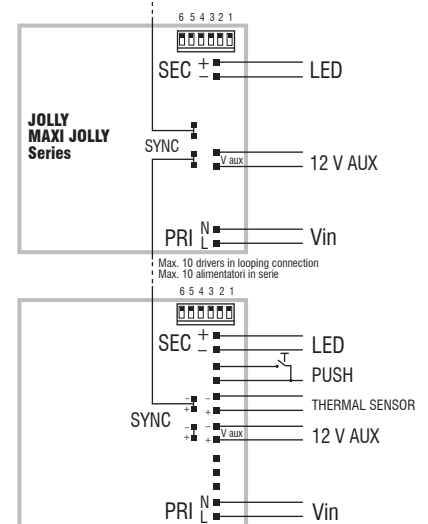 6 5 4 3 2 1
SEC + LED
−
JOLLY
MAXI JOLLY
Series
SYNC
V aux
12 V AUX
PRI N Vin
L
Max. 10 drivers in looping connection
Max. 10 alimentatori in serie
6 5 4 3 2 1
SEC + LED
−
T
PUSH
− − −
+ + +
THERMAL SENSOR
SYNC
− − −
+ + + V aux
12 V AUX
PRI N Vin
L